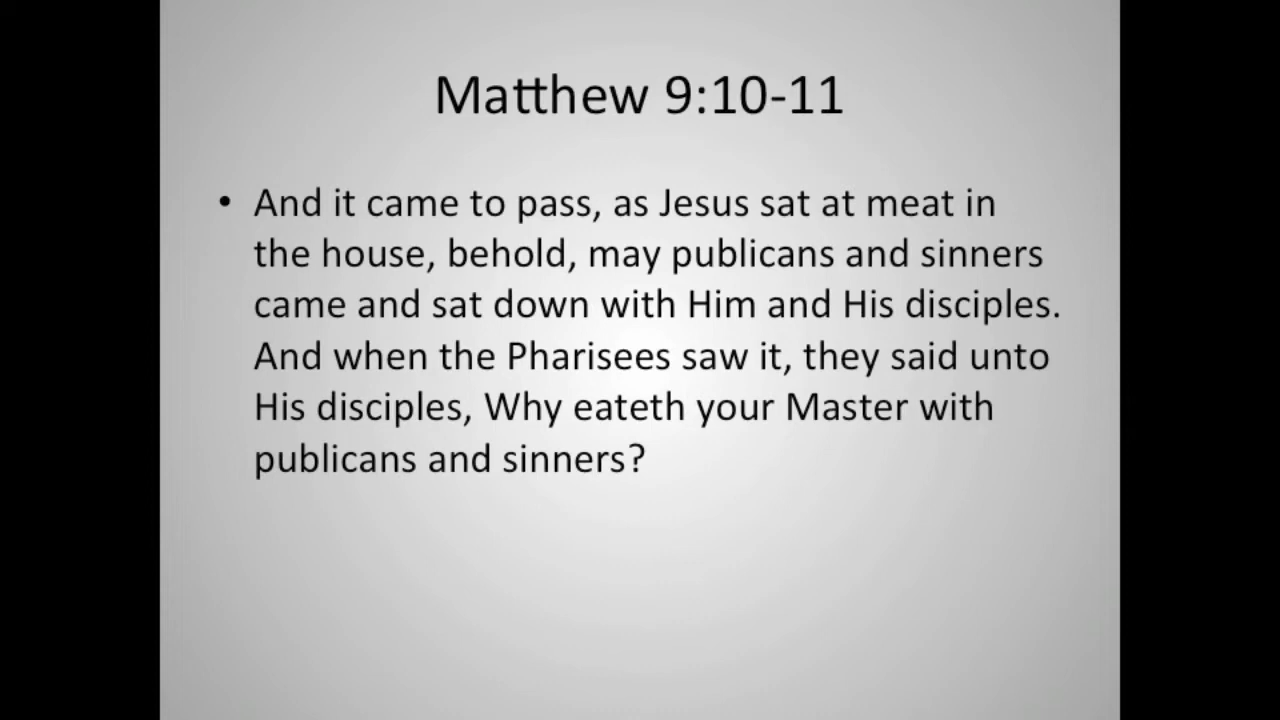 Matthew 9:10-11
• And it came to pass, as Jesus sat at meat in
the house, behold, may publicans and sinners
came and sat down with Him and His disciples.
And when the Pharisees saw it, they said unto
His disciples, Why eateth your Master with
publicans and sinners?